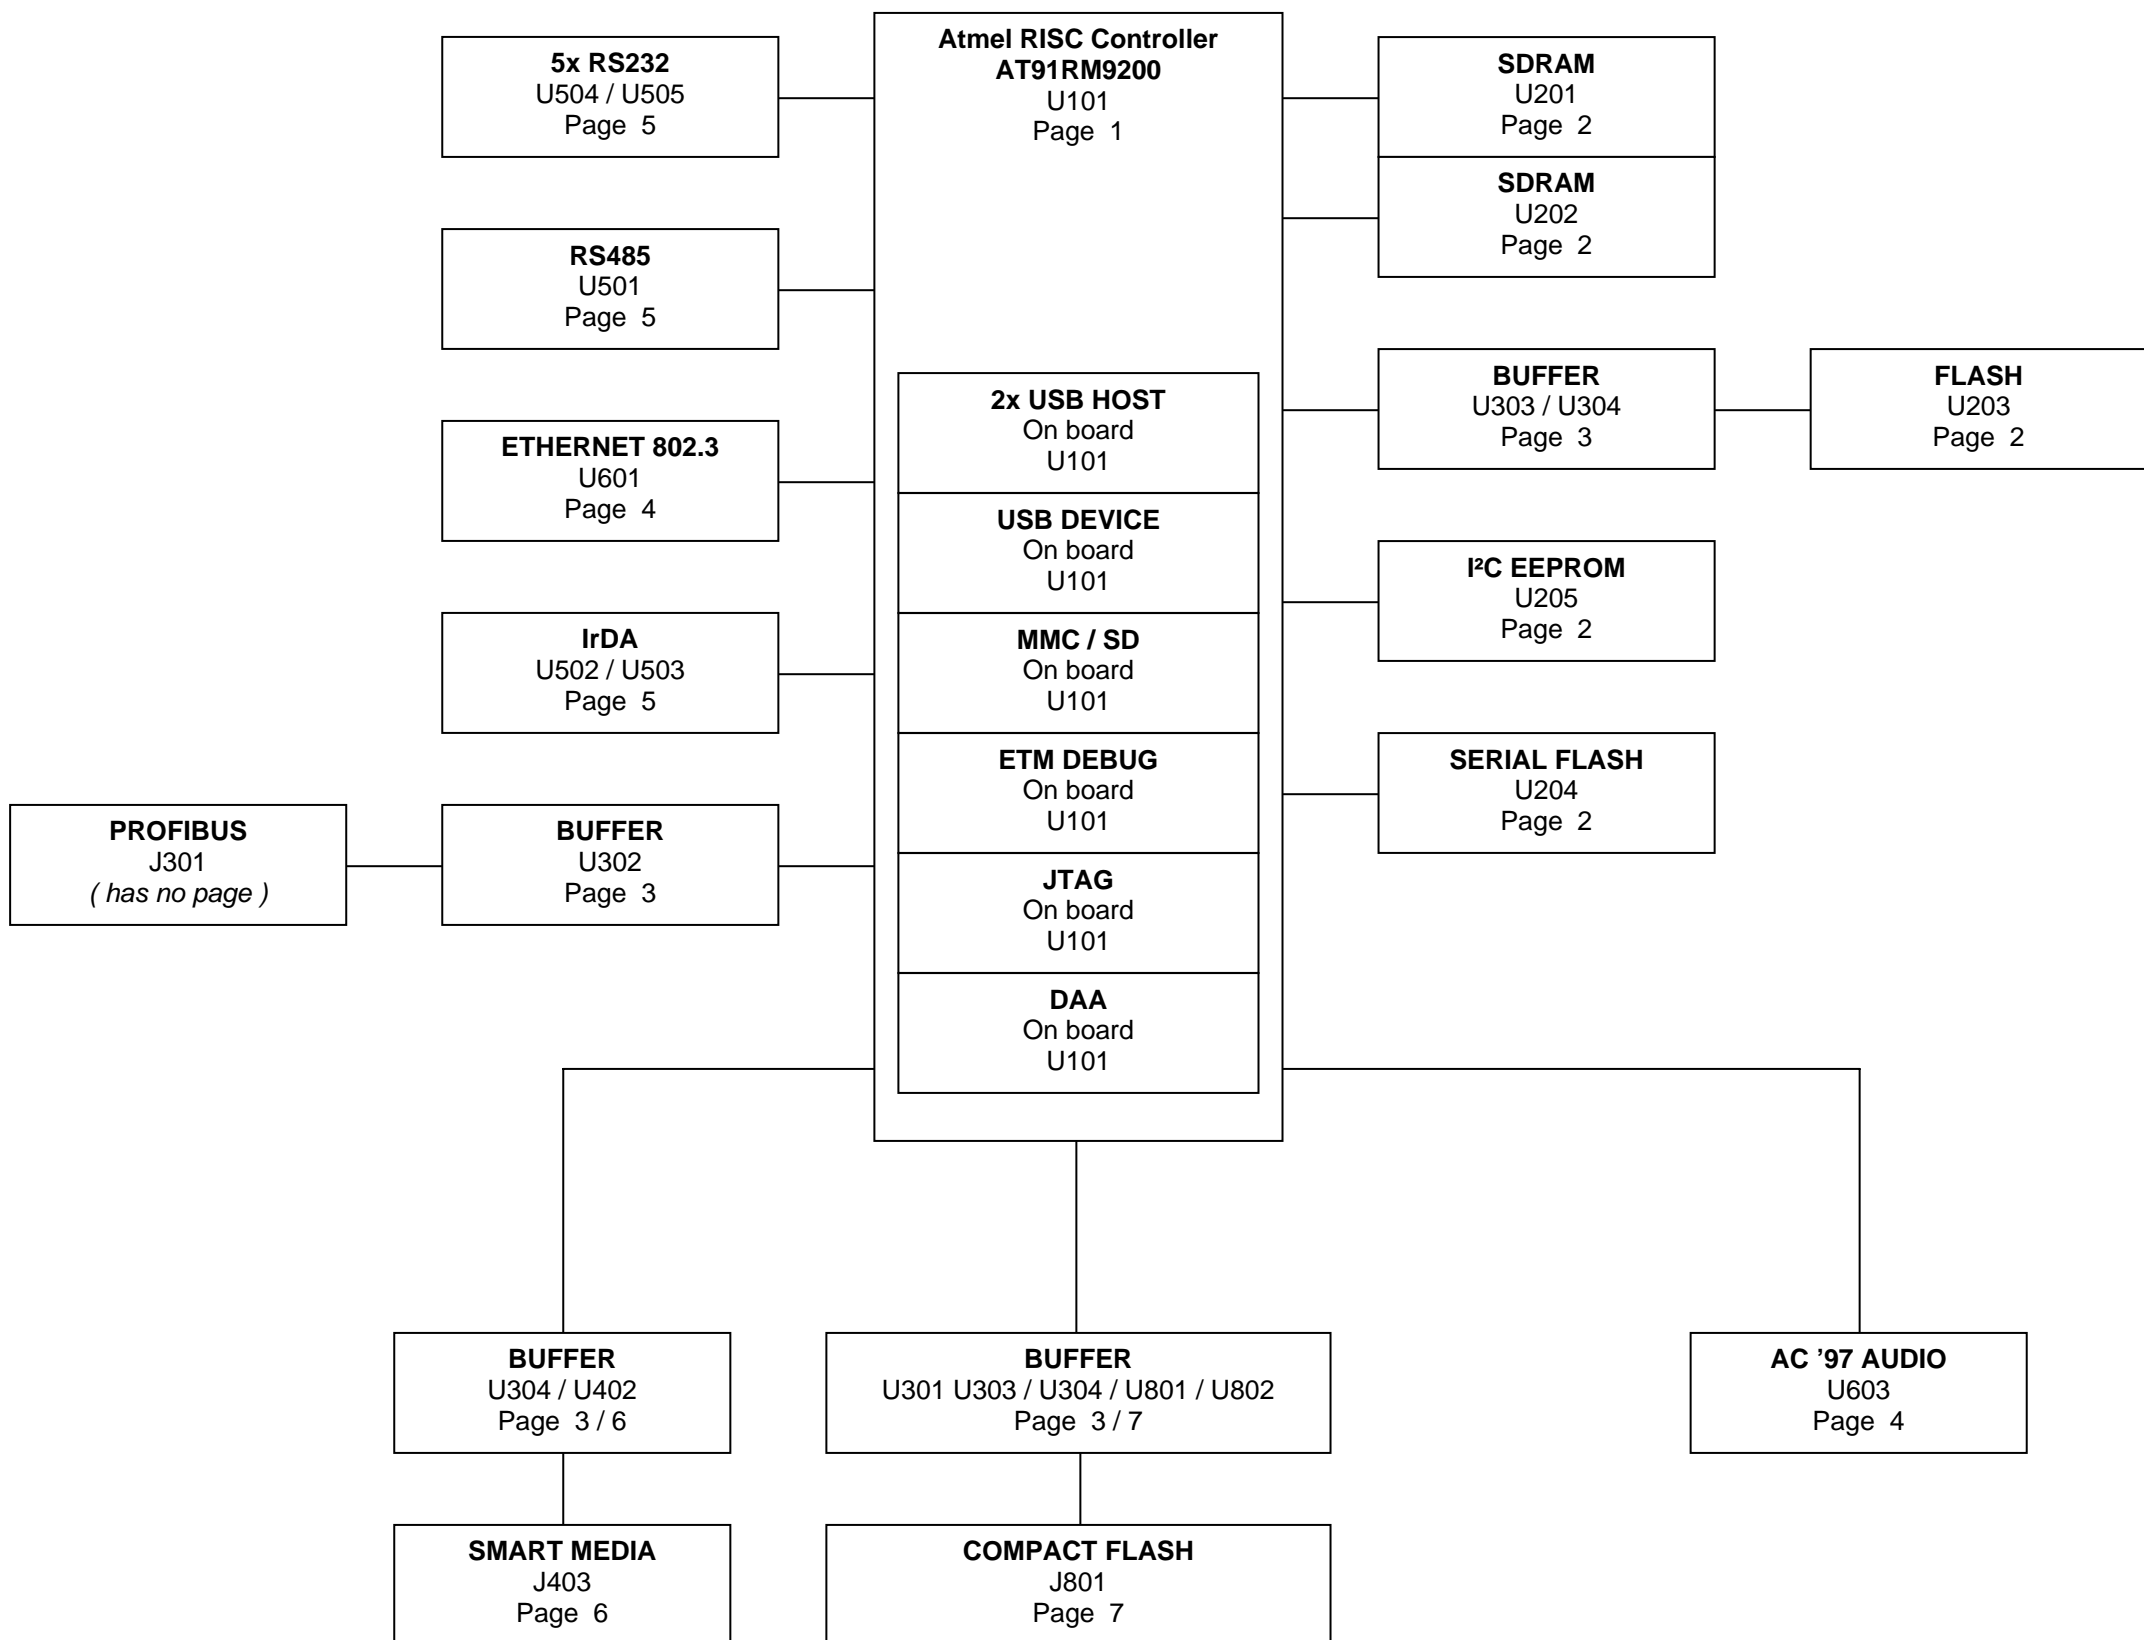 5x RS232
U504 / U505
Page 5
Atmel RISC Controller
AT91RM9200
U101
Page 1
SDRAM
U201
Page 2
SDRAM
U202
Page 2
RS485
U501
Page 5
BUFFER
U303 / U304
Page 3
FLASH
U203
Page 2
2x USB HOST
On board
U101
ETHERNET 802.3
U601
Page 4
USB DEVICE
On board
U101
I²C EEPROM
U205
Page 2
IrDA
U502 / U503
Page 5
MMC / SD
On board
U101
ETM DEBUG
On board
U101
SERIAL FLASH
U204
Page 2
PROFIBUS
J301
( has no page )
BUFFER
U302
Page 3
JTAG
On board
U101
DAA
On board
U101
BUFFER
U304 / U402
Page 3 / 6
BUFFER
U301 U303 / U304 / U801 / U802
Page 3 / 7
AC ’97 AUDIO
U603
Page 4
SMART MEDIA
J403
Page 6
COMPACT FLASH
J801
Page 7